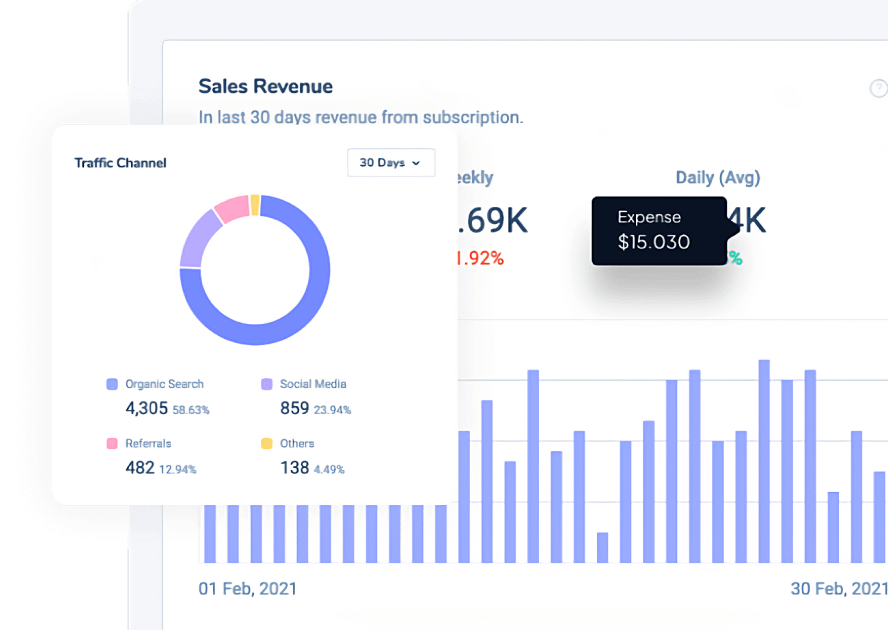 Sales Revenue
In last 30 days revenue from subscription.
Traffic Channel
30 Days
Daily (Avg)
.69K
4K
Expense
$15.030
1.92%
%
Organic Search
4,305 58.63%
Social Media
859 23.94%
Referrals
482 12.94%
Others
138 4.49%
01 Feb, 2021
30 Feb, 2021